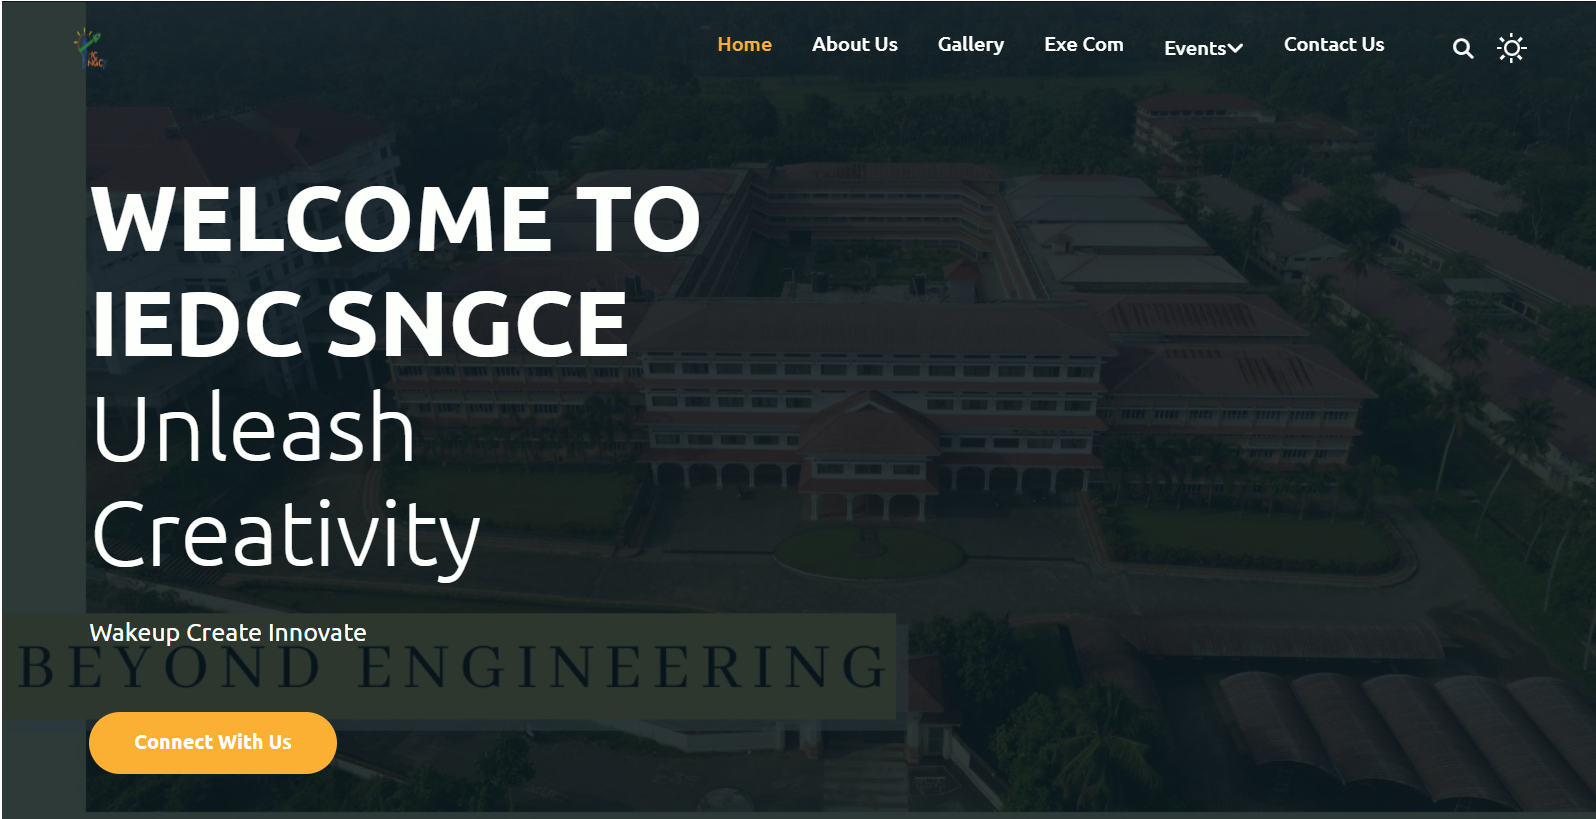 Home About Us Gallery Exe Com Events Contact Us
WELCOME TO
IEDC SNGCE
Unleash
Creativity
Wakeup Create Innovate
BEYOND ENGINEERING
Connect With Us